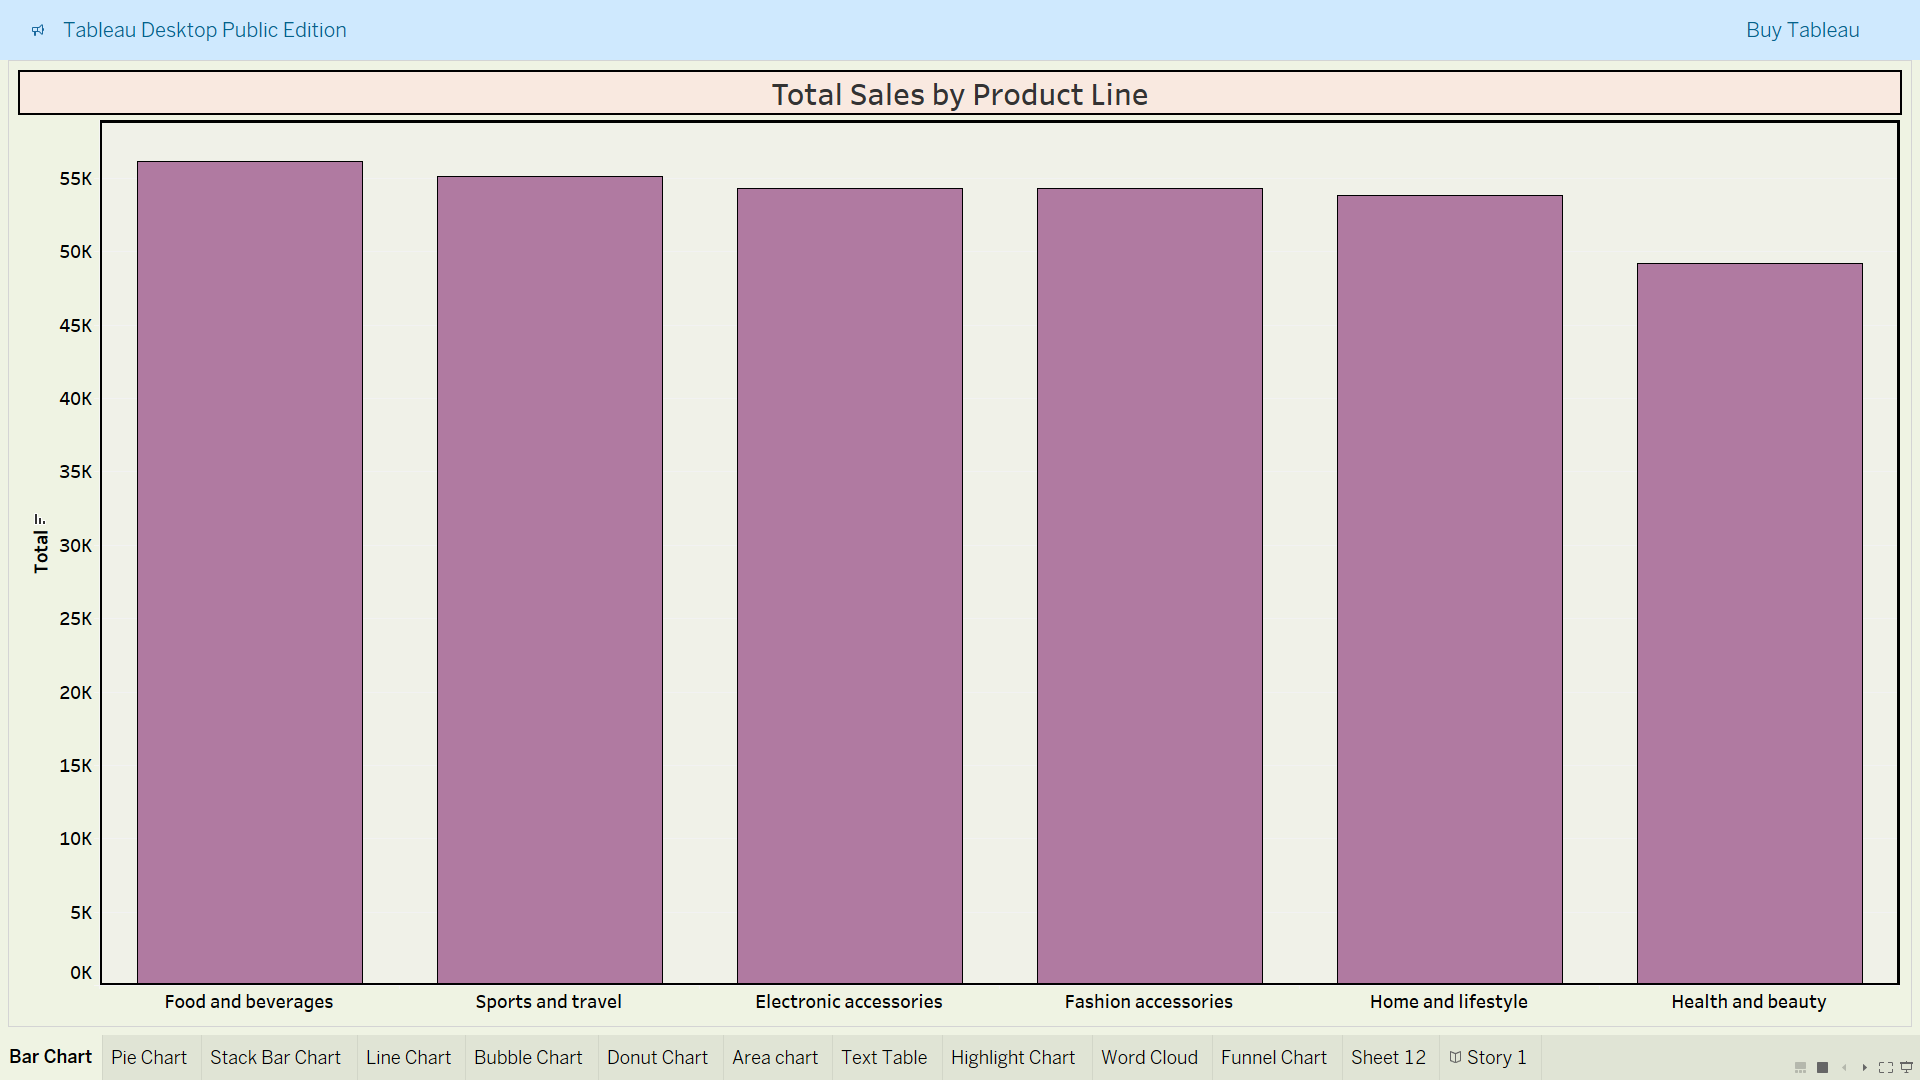 Tableau Desktop Public Edition
Buy Tableau
Total Sales by Product Line
55K
50K
45K
40K
35K
30K
25K
20K
15K
10K
5K
0K
Total
Food and beverages
Sports and travel
Electronic accessories
Fashion accessories
Home and lifestyle
Health and beauty
Bar Chart
Pie Chart
Stack Bar Chart
Line Chart
Bubble Chart
Donut Chart
Area chart
Text Table
Highlight Chart
Word Cloud
Funnel Chart
Sheet 12
Story 1